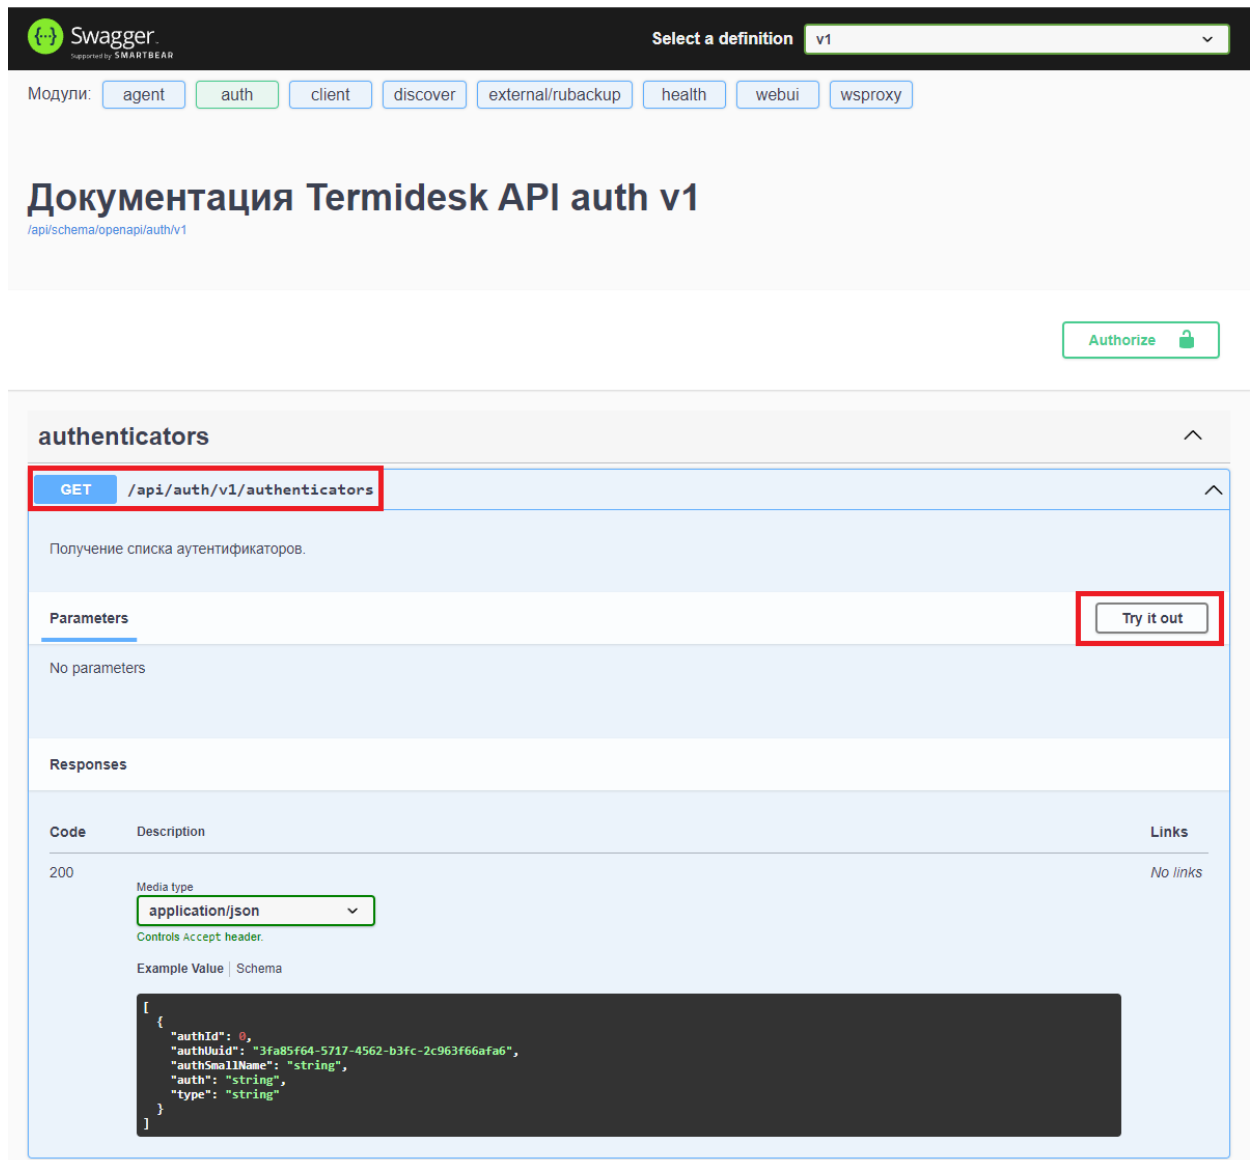 Swagger.
Supported by SMARTBEAR
Select a definition v1
Модули: agent auth client discover external/rubackup health webui wsproxy
Документация Termidesk API auth v1
/api/schema/openapi/auth/v1
Authorize
authenticators
GET /api/auth/v1/authenticators
Получение списка аутентификаторов.
Parameters
Try it out
No parameters
Responses
Code Description Links
200 No links
Media type
application/json
Controls Accept header.
Example Value Schema
[
  {
    "authId": 0,
    "authUuid": "3fa85f64-5717-4562-b3fc-2c963f66afa6",
    "authSmallName": "string",
    "auth": "string",
    "type": "string"
  }
]